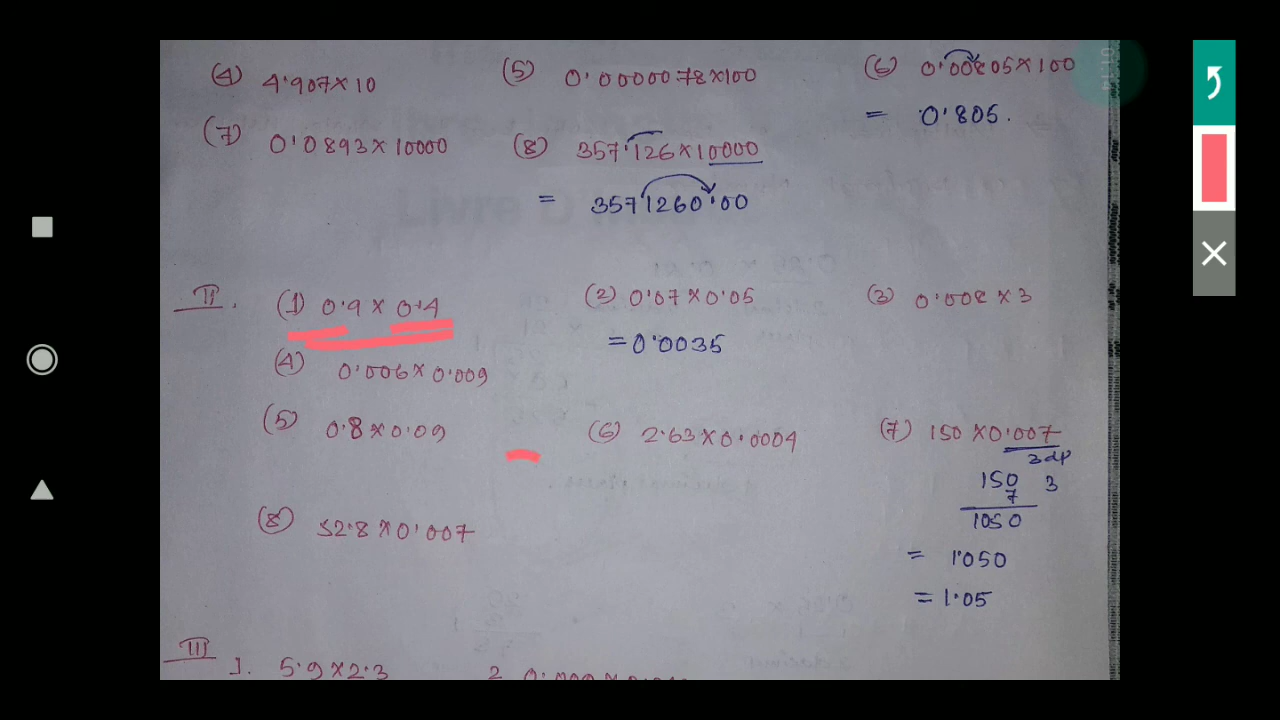 (4) 4.907×10 (5) 0.0000078×100 (6) 0.00805×100
= 0.805.
(7) 0.0893×10000 (8) 357.126×10000
= 3571260.00
II. (1) 0.9×0.4 (2) 0.07×0.05 (3) 0.008×3
=0.0035
(4) 0.006×0.009
(5) 0.8×0.09 (6) 2.63×0.0004 (7) 150×0.007
3dp
150 3
7
1050
(8) 32.8×0.007
= 1.050
= 1.05
III
1. 5.9×2.3 2